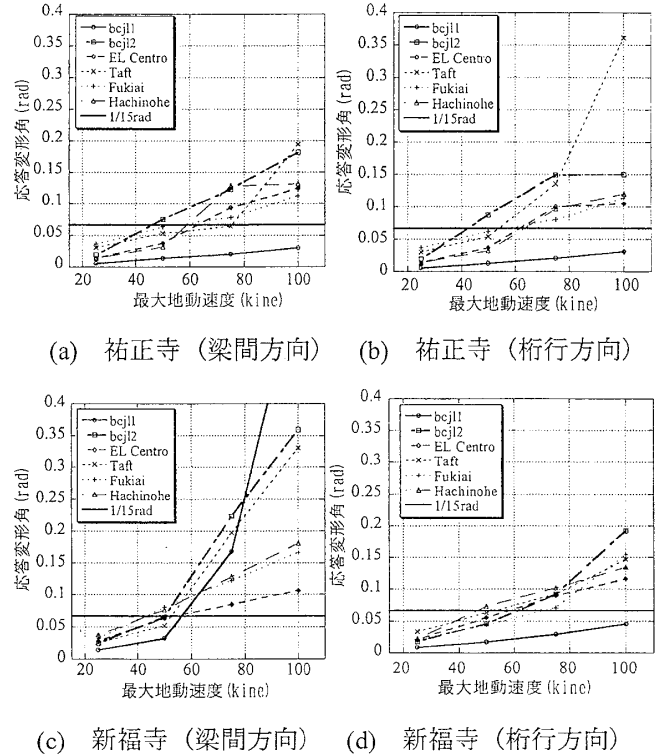 0.4
0.35
0.3
0.25
0.2
0.15
0.1
0.05
0
応答変形角(rad)
bcjl1
bcjl2
EL Centro
Taft
Fukiai
Hachinohe
1/15rad
20 40 60 80 100
最大地動速度(kine)
(a) 祐正寺（梁間方向）
0.4
0.35
0.3
0.25
0.2
0.15
0.1
0.05
0
応答変形角(rad)
bcjl1
bcjl2
EL Centro
Taft
Fukiai
Hachinohe
1/15rad
20 40 60 80 100
最大地動速度(kine)
(b) 祐正寺（桁行方向）
0.4
0.35
0.3
0.25
0.2
0.15
0.1
0.05
0
応答変形角(rad)
bcjl1
bcjl2
EL Centro
Taft
Fukiai
Hachinohe
1/15rad
20 40 60 80 100
最大地動速度(kine)
(c) 新福寺（梁間方向）
0.4
0.35
0.3
0.25
0.2
0.15
0.1
0.05
0
応答変形角(rad)
bcjl1
bcjl2
EL Centro
Taft
Fukiai
Hachinohe
1/15rad
20 40 60 80 100
最大地動速度(kine)
(d) 新福寺（桁行方向）